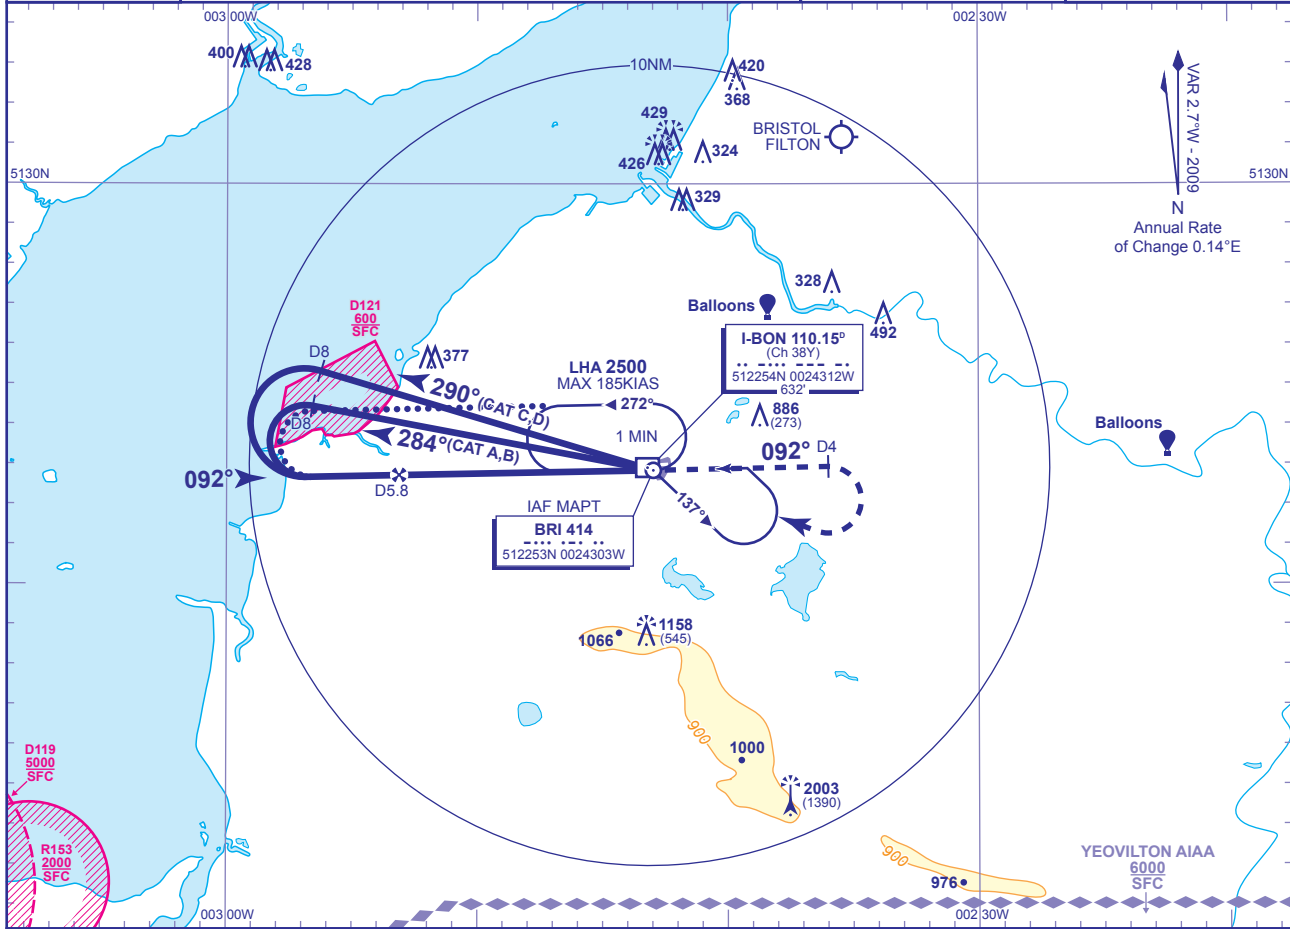 003 00W
002 30W
400
428
10NM
420
368
429
426
324
BRISTOL
FILTON
VAR 2.7°W - 2009
5130N
5130N
329
N
Annual Rate
of Change 0.14°E
328
Balloons
492
D121
600
SFC
I-BON 110.15ᴰ
(Ch 38Y)
512254N 0024312W
632'
D8
377
LHA 2500
MAX 185KIAS
290° (CAT C,D)
272°
886
(273)
D8
284° (CAT A,B)
1 MIN
Balloons
092°
D4
092°
D5.8
137°
IAF MAPT
BRI 414
512253N 0024303W
1066
1158
(545)
900
1000
2003
(1390)
D119
5000
SFC
R153
2000
SFC
900
976
YEOVILTON AIAA
6000
SFC
003 00W
002 30W